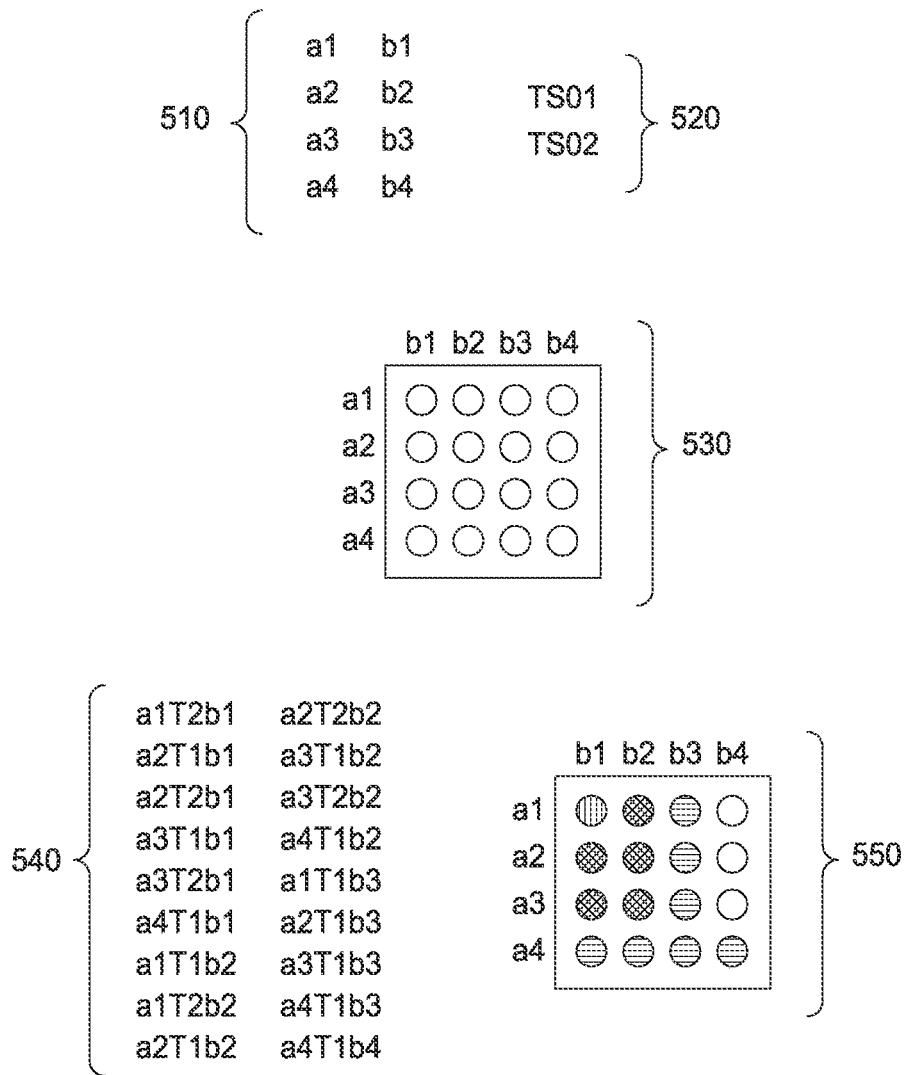 a1 b1
a2 b2
a3 b3
a4 b4
510
TS01
TS02
520
b1 b2 b3 b4
a1
a2
a3
a4
530
540
a1T2b1 a2T2b2
a2T1b1 a3T1b2
a2T2b1 a3T2b2
a3T1b1 a4T1b2
a3T2b1 a1T1b3
a4T1b1 a2T1b3
a1T1b2 a3T1b3
a1T2b2 a4T1b3
a2T1b2 a4T1b4
b1 b2 b3 b4
a1
a2
a3
a4
550